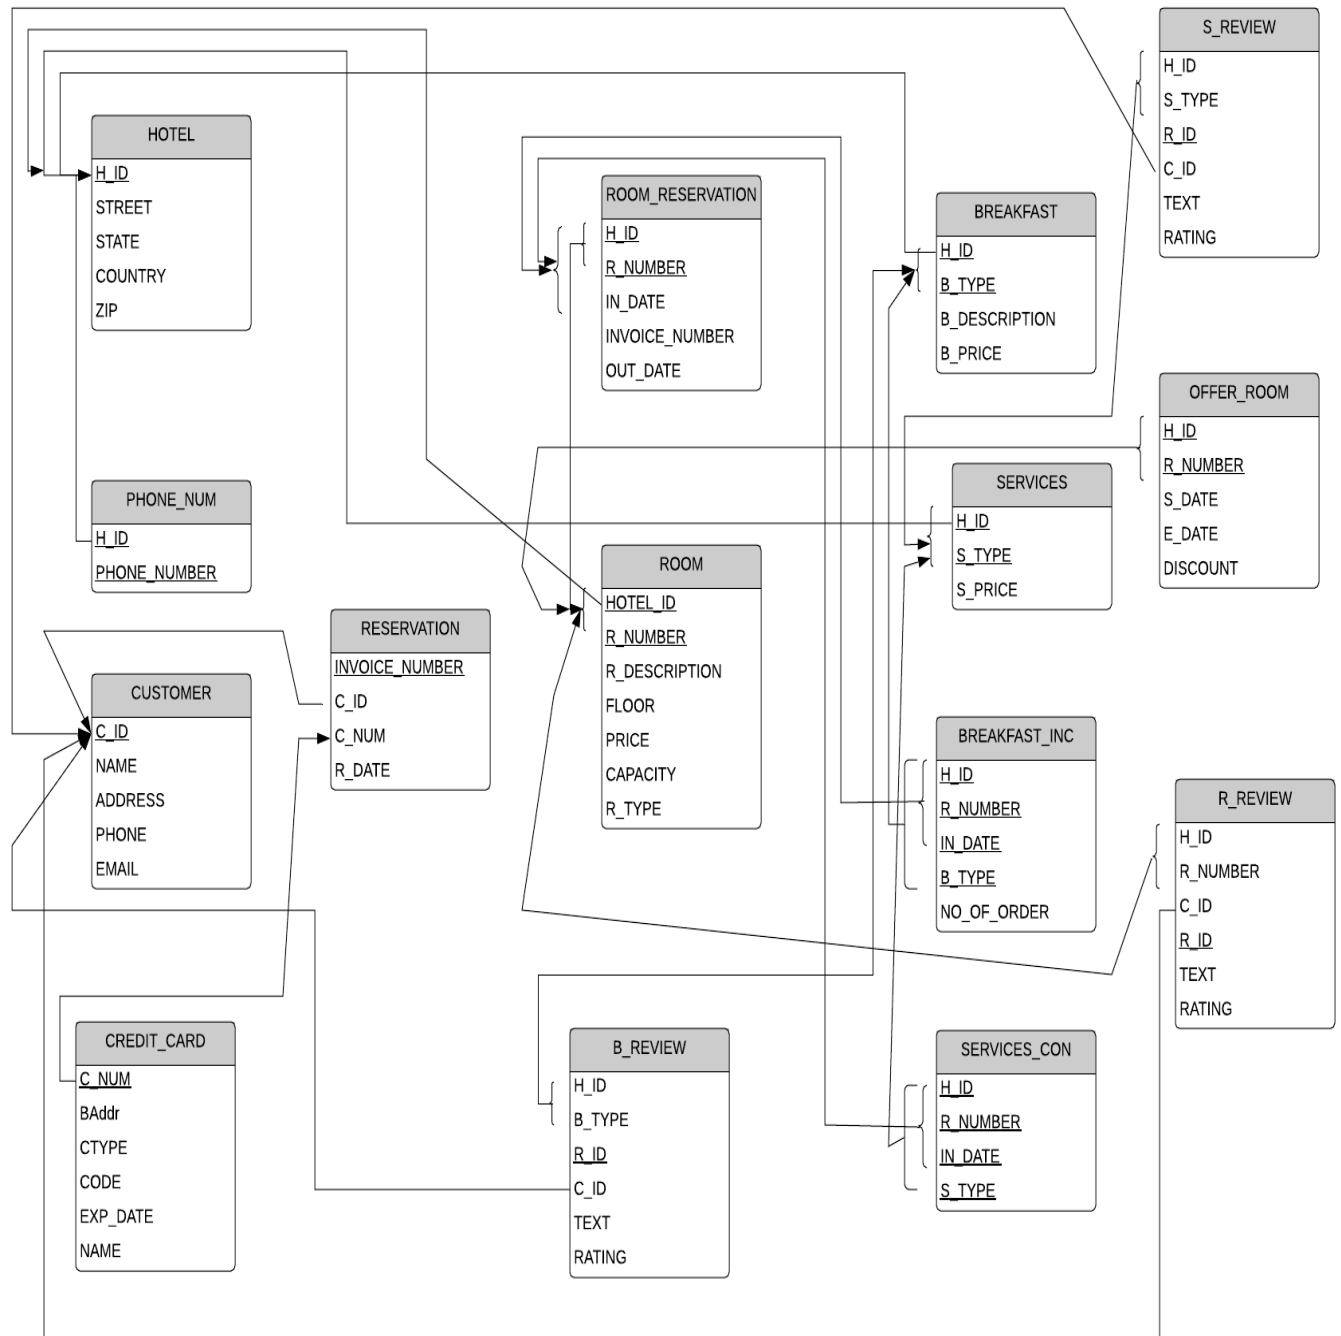 S_REVIEW
H_ID
S_TYPE
R_ID
C_ID
TEXT
RATING
HOTEL
H_ID
STREET
STATE
COUNTRY
ZIP
ROOM_RESERVATION
H_ID
R_NUMBER
IN_DATE
INVOICE_NUMBER
OUT_DATE
BREAKFAST
H_ID
B_TYPE
B_DESCRIPTION
B_PRICE
OFFER_ROOM
H_ID
R_NUMBER
S_DATE
E_DATE
DISCOUNT
PHONE_NUM
H_ID
PHONE_NUMBER
SERVICES
H_ID
S_TYPE
S_PRICE
ROOM
HOTEL_ID
R_NUMBER
R_DESCRIPTION
FLOOR
PRICE
CAPACITY
R_TYPE
RESERVATION
INVOICE_NUMBER
C_ID
C_NUM
R_DATE
CUSTOMER
C_ID
NAME
ADDRESS
PHONE
EMAIL
BREAKFAST_INC
H_ID
R_NUMBER
IN_DATE
B_TYPE
NO_OF_ORDER
R_REVIEW
H_ID
R_NUMBER
C_ID
R_ID
TEXT
RATING
CREDIT_CARD
C_NUM
BAddr
CTYPE
CODE
EXP_DATE
NAME
B_REVIEW
H_ID
B_TYPE
R_ID
C_ID
TEXT
RATING
SERVICES_CON
H_ID
R_NUMBER
IN_DATE
S_TYPE